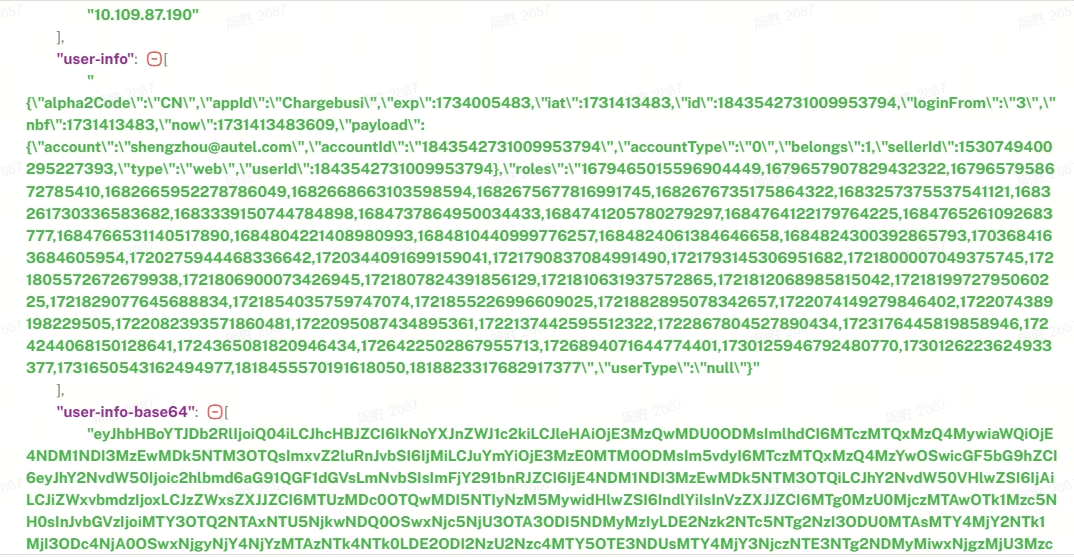 "10.109.87.190"
],
"user-info": [
"
{\"alpha2Code\":\"CN\",\"appId\":\"Chargebusi\",\"exp\":1734005483,\"iat\":1731413483,\"id\":1843542731009953794,\"loginFrom\":\"3\",\"
nbf\":1731413483,\"now\":1731413483609,\"payload\":
{\"account\":\"shengzhou@autel.com\",\"accountId\":\"1843542731009953794\",\"accountType\":\"0\",\"belongs\":1,\"sellerId\":1530749400
295227393,\"type\":\"web\",\"userId\":1843542731009953794},\"roles\":\"1679465015596904449,1679657907829432322,16796579586
72785410,1682665952278786049,1682668663103598594,1682675677816991745,1682676735175864322,1683257375537541121,1683
261730336583682,1683339150744784898,1684737864950034433,1684741205780279297,1684764122179764225,1684765261092683
777,1684766531140517890,1684804221408980993,1684810440999776257,1684824061384646658,1684824300392865793,170368416
3684605954,1720275944468336642,1720344091699159041,1721790837084991490,1721793145306951682,1721800007049375745,172
1805572672679938,1721806900073426945,1721807824391856129,1721810631937572865,1721812068985815042,17218199727950602
25,1721829077645688834,1721854035759747074,1721855226996609025,1721882895078342657,1722074149279846402,1722074389
198229505,1722082393571860481,1722095087434895361,1722137442595512322,1722867804527890434,1723176445819858946,172
4244068150128641,1724365081820946434,1726422502867955713,1726894071644774401,1730125946792480770,1730126223624933
377,1731650543162494977,1818455570191618050,1818823317682917377\",\"userType\":\"null\"}"
],
"user-info-base64": [
"eyJhbHBoYTJDb2RlIjoiQ04iLCJhcHBJZCI6IkNoYXJnZWJ1c2kiLCJleHAiOjE3MzQwMDU0ODMsImlhdCI6MTczMTQxMzQ4MywiaWQiOjE
4NDM1NDI3MzEwMDk5NTM3OTQsImxvZ2luRnJvbSI6IjMiLCJuYmYiOjE3MzE0MTM0ODMsIm5vdyI6MTczMTQxMzQ4MzYwOSwicGF5bG9hZCI
6eyJhY2NvdW50Ijoic2hlbmd6aG91QGF1dGVsLmNvbSIsImFjY291bnRJZCI6IjE4NDM1NDI3MzEwMDk5NTM3OTQiLCJhY2NvdW50VHlwZSI6IjAi
LCJiZWxvbmdzIjoxLCJzZWxsZXJJZCI6MTUzMDc0OTQwMDI5NTIyNzM5MywidHlwZSI6IndlYiIsInVzZXJJZCI6MTg0MzU0MjczMTAwOTk1Mzc5N
H0sInJvbGVzIjoiMTY3OTQ2NTAxNTU5NjkwNDQ0OSwxNjc5NjU3OTA3ODI5NDMyMzIyLDE2Nzk2NTc5NTg2NzI3ODU0MTAsMTY4MjY2NTk1
MjI3ODc4NjA0OSwxNjgyNjY4NjYzMTAzNTk4NTk0LDE2ODI2NzU2Nzc4MTY5OTE3NDUsMTY4MjY3NjczNTE3NTg2NDMyMiwxNjgzMjU3Mzc